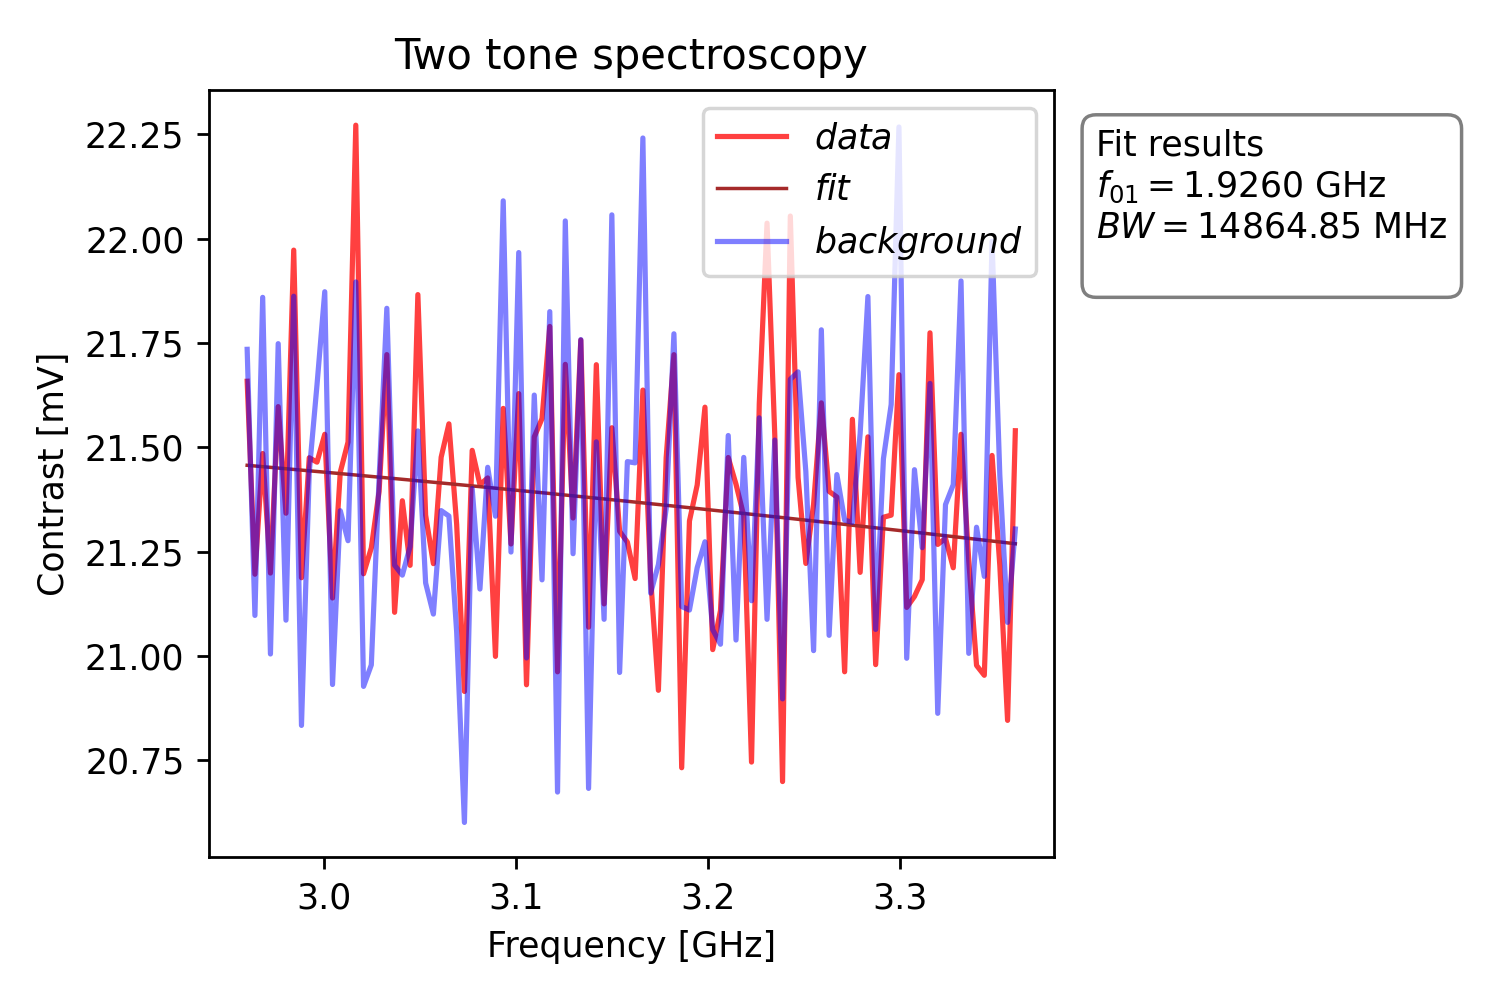 Two tone spectroscopy
data
fit
background
Fit results
f₀₁ = 1.9260 GHz
BW = 14864.85 MHz
Contrast [mV]
22.25
22.00
21.75
21.50
21.25
21.00
20.75
3.0 3.1 3.2 3.3
Frequency [GHz]